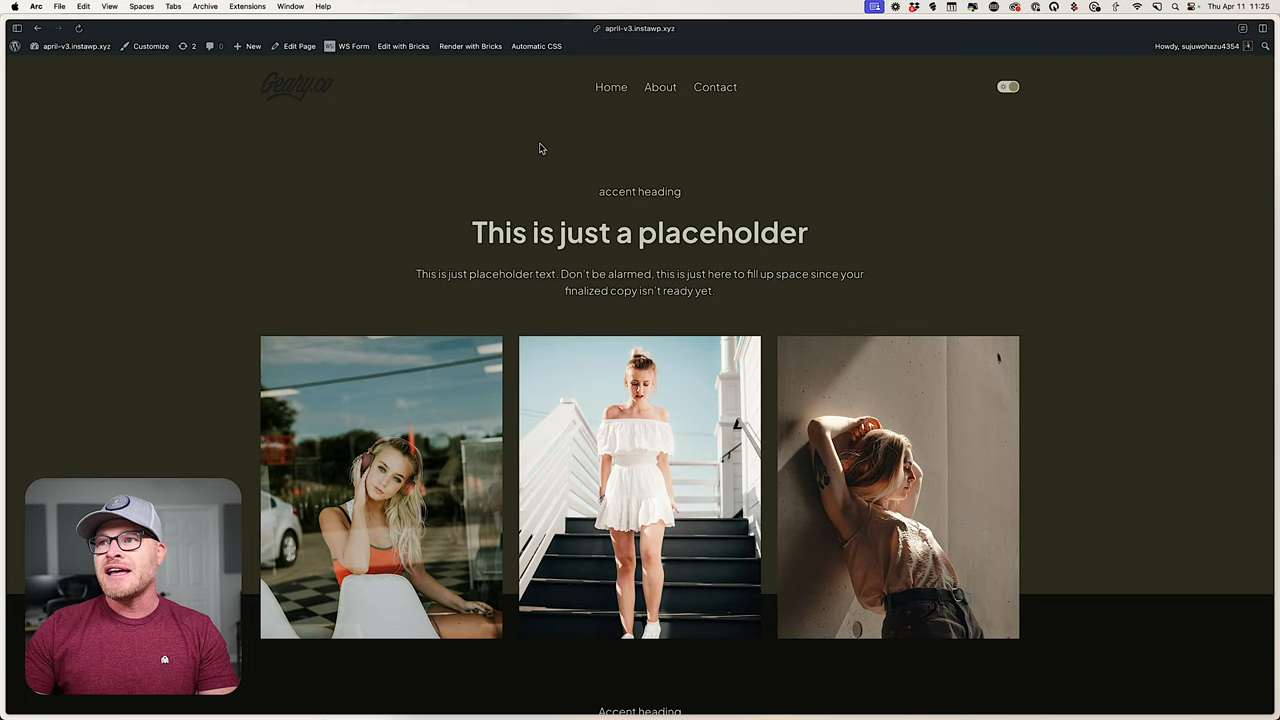 Arc File Edit View Spaces Tabs Archive Extensions Window Help Thu Apr 11 11:25
april-v3.instawp.xyz
april-v3.instawp.xyz Customize 2 0 New Edit Page WS WS Form Edit with Bricks Render with Bricks Automatic CSS Howdy, sujuwohazu4354
Geary.co Home About Contact
accent heading
This is just a placeholder
This is just placeholder text. Don't be alarmed, this is just here to fill up space since your
finalized copy isn't ready yet.
Accent heading